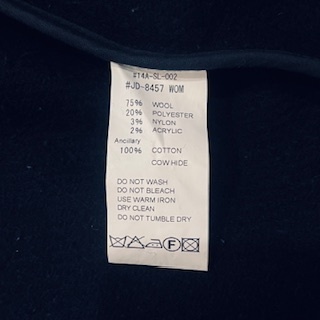 #14A-SL-002
#JD-8457 WOM
75% WOOL
20% POLYESTER
3% NYLON
2% ACRYLIC
Ancillary
100% COTTON
COW HIDE
DO NOT WASH
DO NOT BLEACH
USE WARM IRON
DRY CLEAN
DO NOT TUMBLE DRY
F